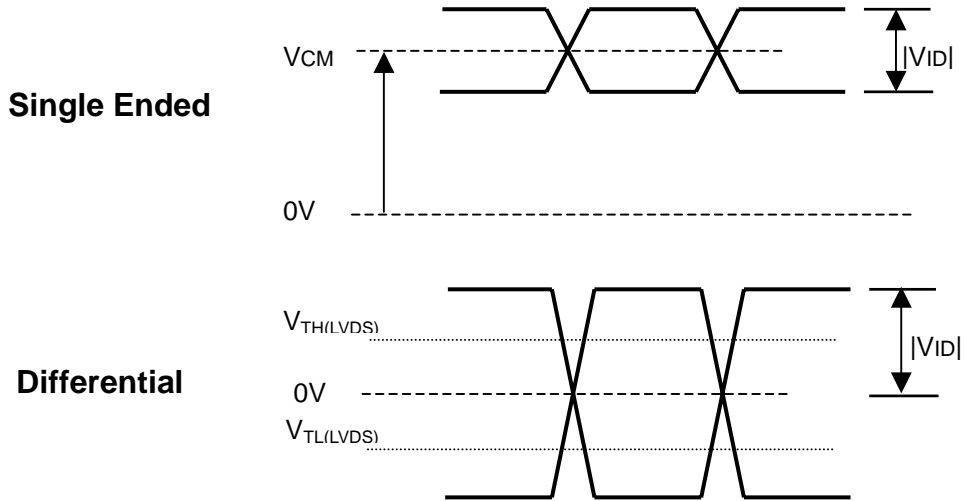 VCM
|VID|
Single Ended
0V
VTH(LVDS)
|VID|
Differential
0V
VTL(LVDS)